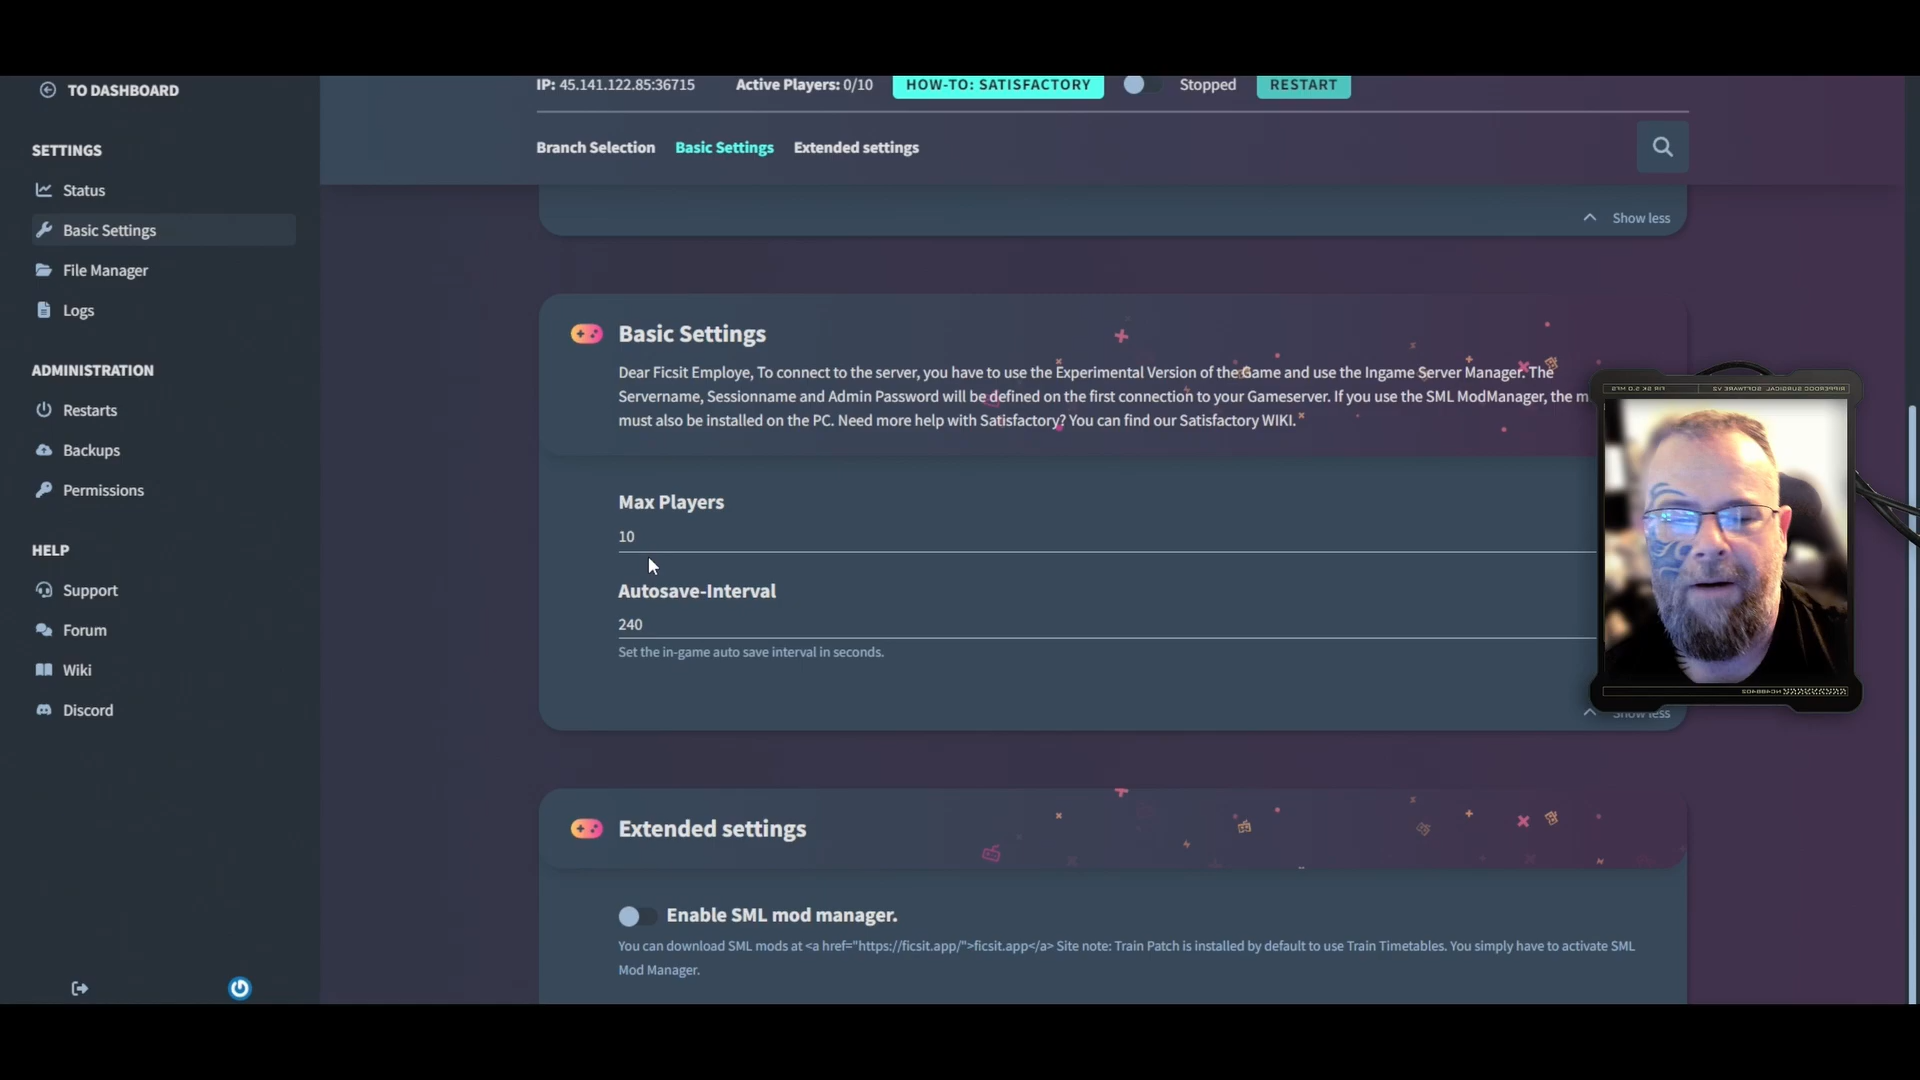 TO DASHBOARD
IP: 45.141.122.85:36715 Active Players: 0/10 HOW-TO: SATISFACTORY Stopped RESTART
SETTINGS
Status
Basic Settings
File Manager
Logs
ADMINISTRATION
Restarts
Backups
Permissions
HELP
Support
Forum
Wiki
Discord
Branch Selection Basic Settings Extended settings
Show less
Basic Settings
Dear Ficsit Employe, To connect to the server, you have to use the Experimental Version of the Game and use the Ingame Server Manager. The
Servername, Sessionname and Admin Password will be defined on the first connection to your Gameserver. If you use the SML ModManager, the m
must also be installed on the PC. Need more help with Satisfactory? You can find our Satisfactory WIKI.
Max Players
10
Autosave-Interval
240
Set the in-game auto save interval in seconds.
Show less
Extended settings
Enable SML mod manager.
You can download SML mods at <a href="https://ficsit.app/">ficsit.app</a> Site note: Train Patch is installed by default to use Train Timetables. You simply have to activate SML
Mod Manager.